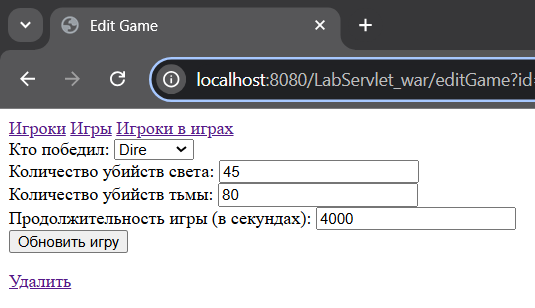 Edit Game
localhost:8080/LabServlet_war/editGame?id=
Игроки Игры Игроки в играх
Кто победил: Dire
Количество убийств света: 45
Количество убийств тьмы: 80
Продолжительность игры (в секундах): 4000
Обновить игру
Удалить